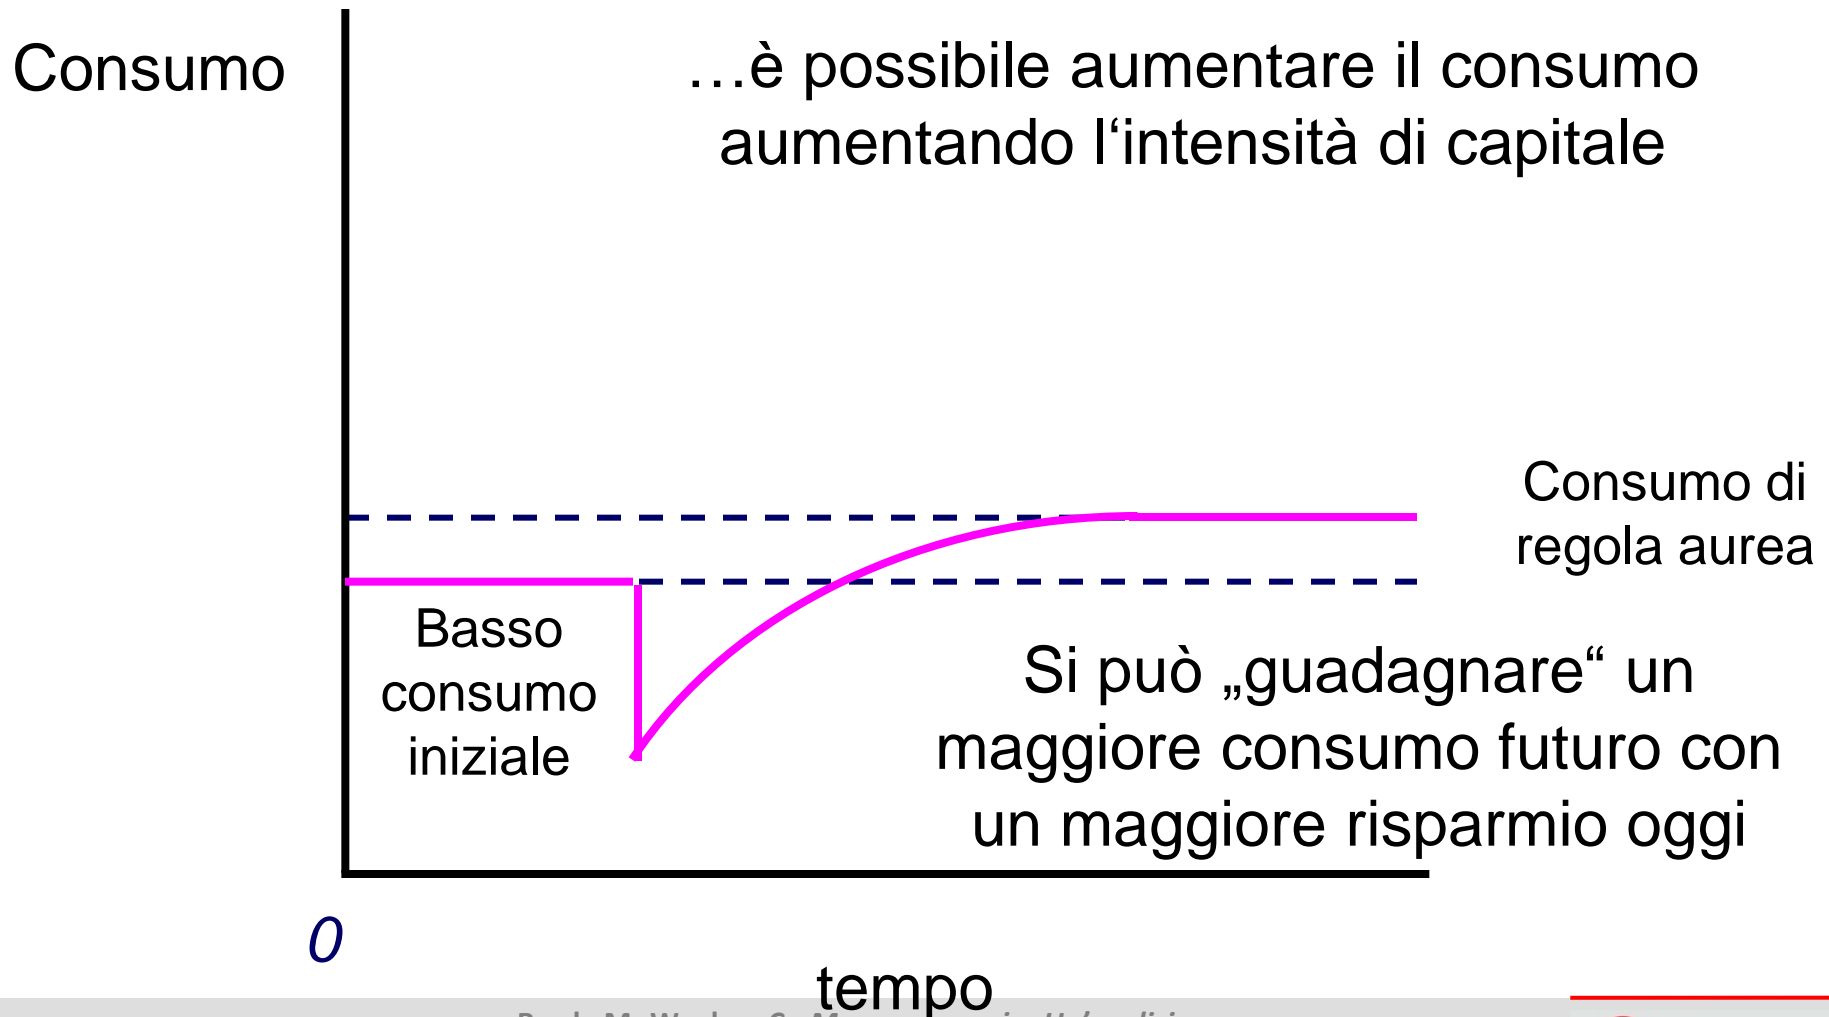 Consumo
…è possibile aumentare il consumo
aumentando l‘intensità di capitale
Consumo di
regola aurea
Basso
consumo
iniziale
Si può „guadagnare“ un
maggiore consumo futuro con
un maggiore risparmio oggi
0
tempo